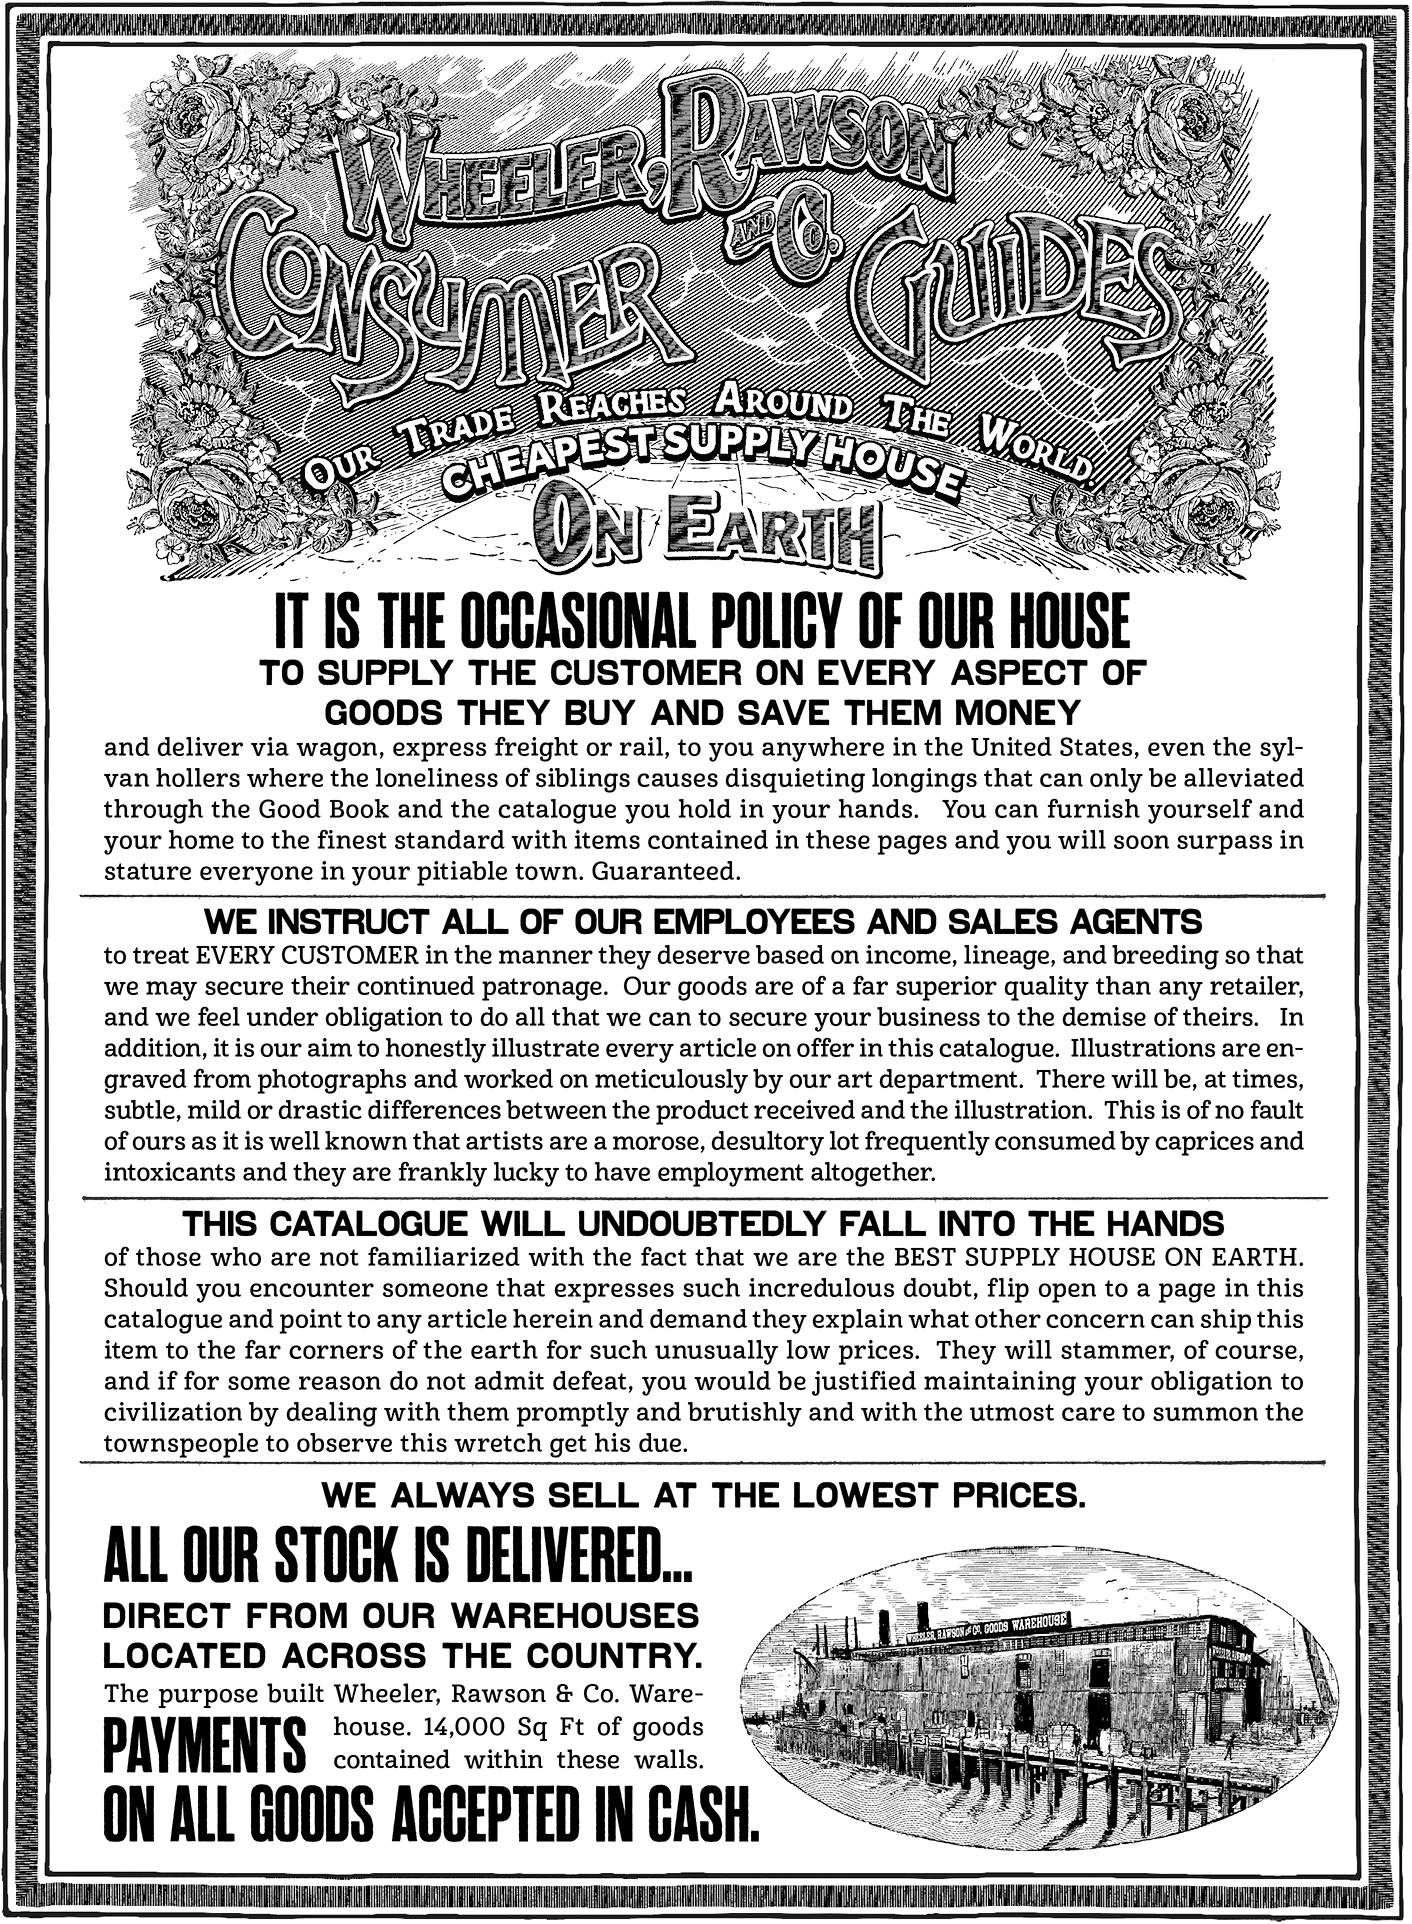 WHEELER, RAWSON
AND CO.
CONSUMER GUIDES
OUR TRADE REACHES AROUND THE WORLD.
CHEAPEST SUPPLY HOUSE
ON EARTH
IT IS THE OCCASIONAL POLICY OF OUR HOUSE
TO SUPPLY THE CUSTOMER ON EVERY ASPECT OF
GOODS THEY BUY AND SAVE THEM MONEY
and deliver via wagon, express freight or rail, to you anywhere in the United States, even the syl-
van hollers where the loneliness of siblings causes disquieting longings that can only be alleviated
through the Good Book and the catalogue you hold in your hands. You can furnish yourself and
your home to the finest standard with items contained in these pages and you will soon surpass in
stature everyone in your pitiable town. Guaranteed.
WE INSTRUCT ALL OF OUR EMPLOYEES AND SALES AGENTS
to treat EVERY CUSTOMER in the manner they deserve based on income, lineage, and breeding so that
we may secure their continued patronage. Our goods are of a far superior quality than any retailer,
and we feel under obligation to do all that we can to secure your business to the demise of theirs. In
addition, it is our aim to honestly illustrate every article on offer in this catalogue. Illustrations are en-
graved from photographs and worked on meticulously by our art department. There will be, at times,
subtle, mild or drastic differences between the product received and the illustration. This is of no fault
of ours as it is well known that artists are a morose, desultory lot frequently consumed by caprices and
intoxicants and they are frankly lucky to have employment altogether.
THIS CATALOGUE WILL UNDOUBTEDLY FALL INTO THE HANDS
of those who are not familiarized with the fact that we are the BEST SUPPLY HOUSE ON EARTH.
Should you encounter someone that expresses such incredulous doubt, flip open to a page in this
catalogue and point to any article herein and demand they explain what other concern can ship this
item to the far corners of the earth for such unusually low prices. They will stammer, of course,
and if for some reason do not admit defeat, you would be justified maintaining your obligation to
civilization by dealing with them promptly and brutishly and with the utmost care to summon the
townspeople to observe this wretch get his due.
WE ALWAYS SELL AT THE LOWEST PRICES.
ALL OUR STOCK IS DELIVERED...
DIRECT FROM OUR WAREHOUSES
LOCATED ACROSS THE COUNTRY.
The purpose built Wheeler, Rawson & Co. Ware-
house. 14,000 Sq Ft of goods
contained within these walls.
PAYMENTS
ON ALL GOODS ACCEPTED IN CASH.
WHEELER, RAWSON AND CO. GOODS WAREHOUSE